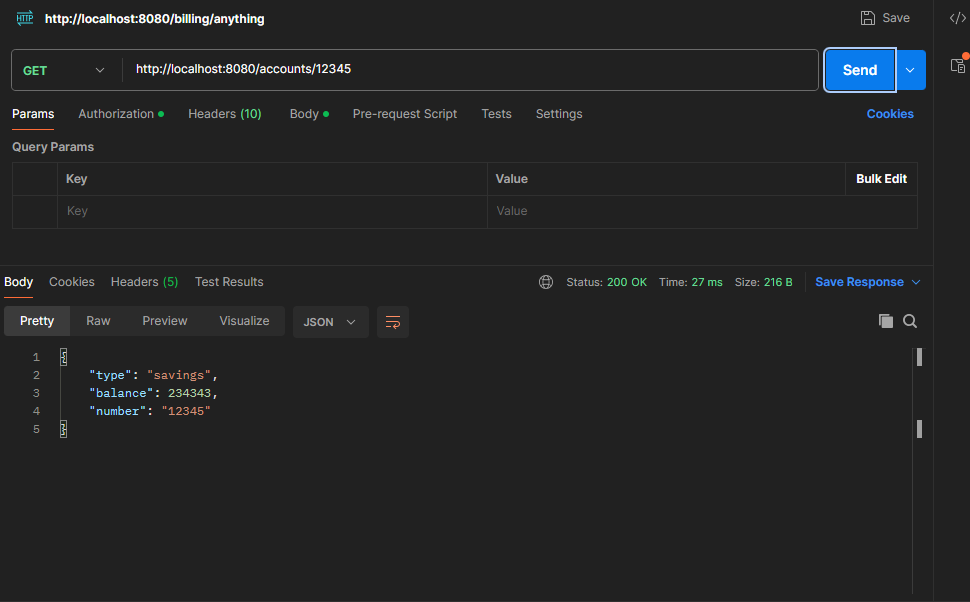 HTTP http://localhost:8080/billing/anything Save </>
GET http://localhost:8080/accounts/12345 Send
Params Authorization Headers (10) Body Pre-request Script Tests Settings Cookies
Query Params
Key Value Bulk Edit
Key Value
Body Cookies Headers (5) Test Results Status: 200 OK Time: 27 ms Size: 216 B Save Response
Pretty Raw Preview Visualize JSON
1 {
2 "type": "savings",
3 "balance": 234343,
4 "number": "12345"
5 }